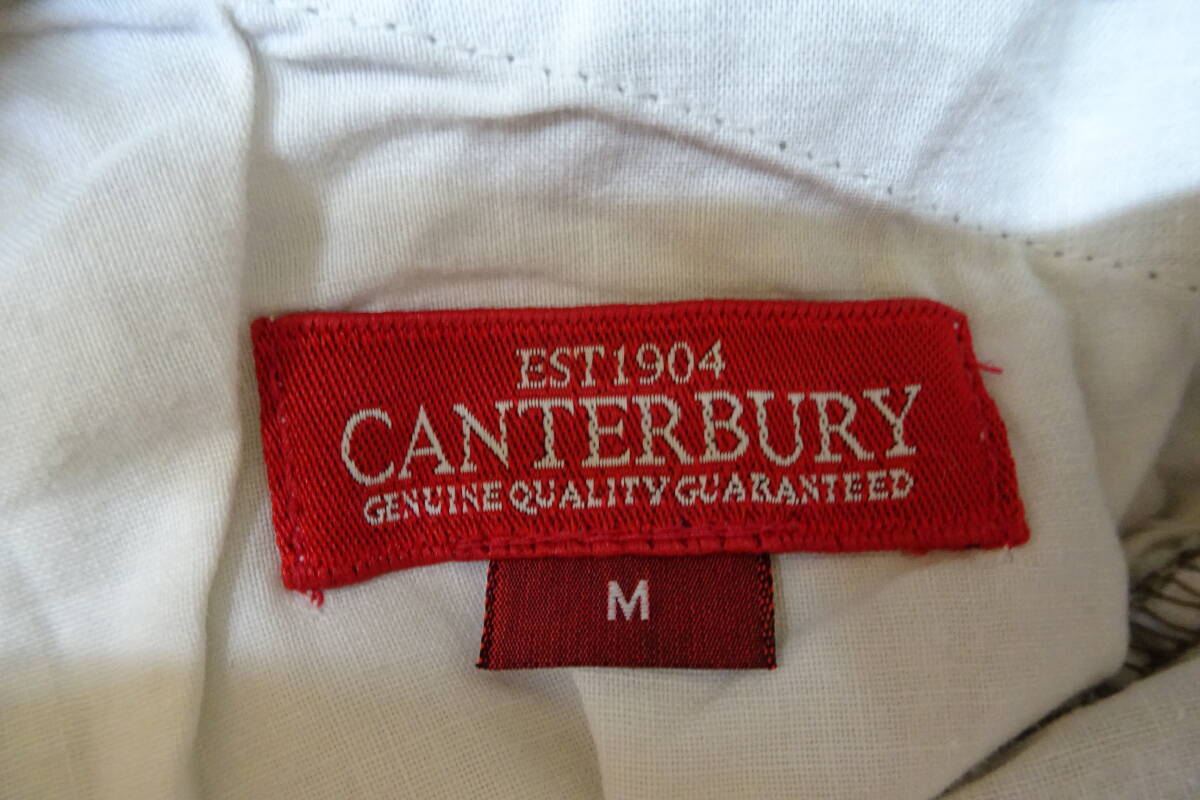 EST 1904
CANTERBURY
GENUINE QUALITY GUARANTEED
M